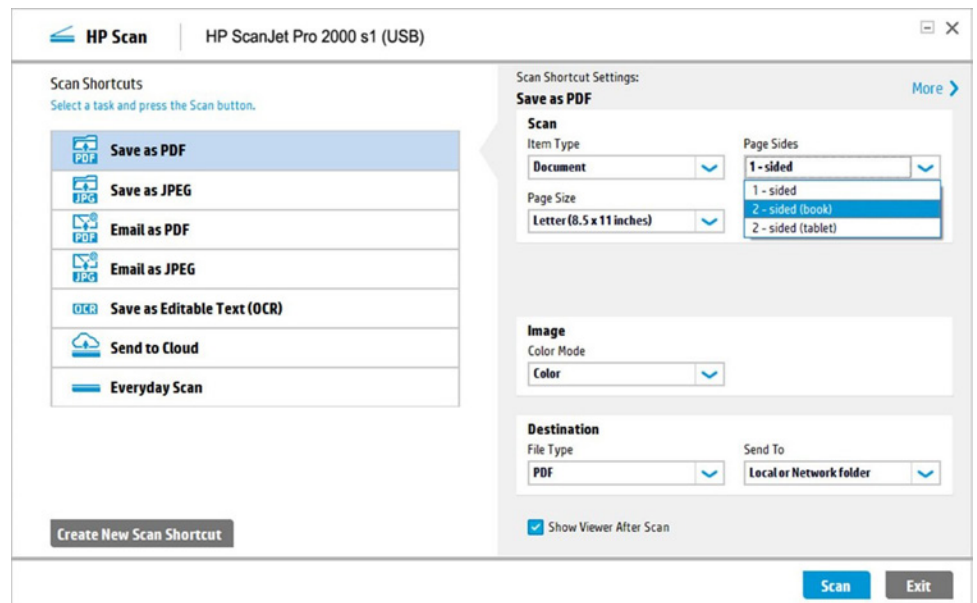 HP Scan
HP ScanJet Pro 2000 s1 (USB)
Scan Shortcuts
Select a task and press the Scan button.
PDF
Save as PDF
JPG
Save as JPEG
PDF
Email as PDF
JPG
Email as JPEG
OCR
Save as Editable Text (OCR)
Send to Cloud
Everyday Scan
Create New Scan Shortcut
Scan Shortcut Settings:
More
Save as PDF
Scan
Item Type
Document
Page Sides
1 - sided
1 - sided
2 - sided (book)
2 - sided (tablet)
Page Size
Letter (8.5 x 11 inches)
Image
Color Mode
Color
Destination
File Type
PDF
Send To
Local or Network folder
Show Viewer After Scan
Scan
Exit